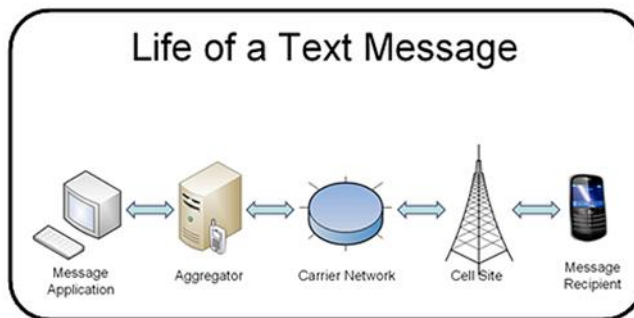 Life of a Text Message
Message
Application
Aggregator
Carrier Network
Cell Site
Message
Recipient